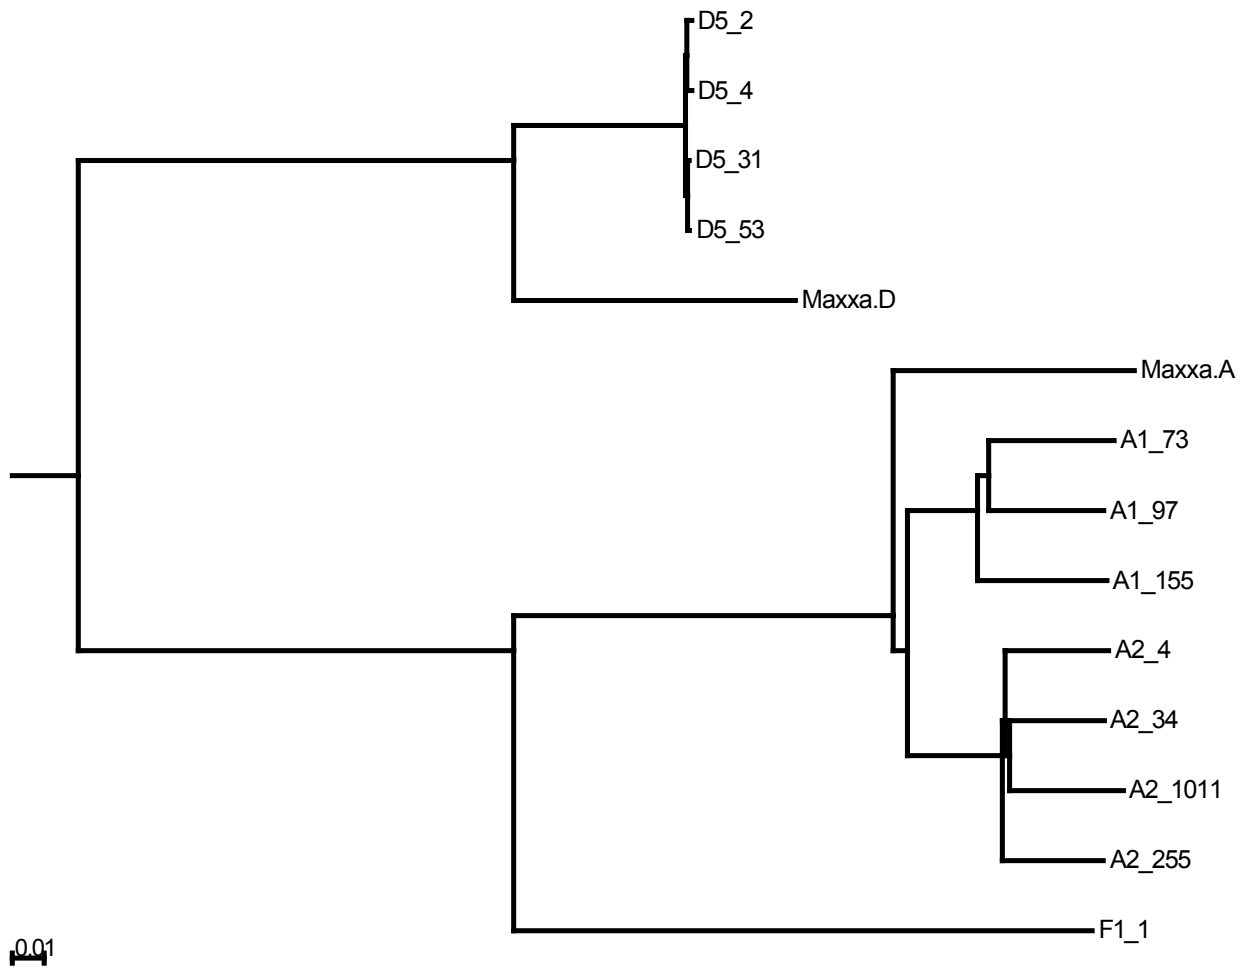 D5_2
D5_4
D5_31
D5_53
Maxxa.D
Maxxa.A
A1_73
A1_97
A1_155
A2_4
A2_34
A2_1011
A2_255
F1_1
0.01